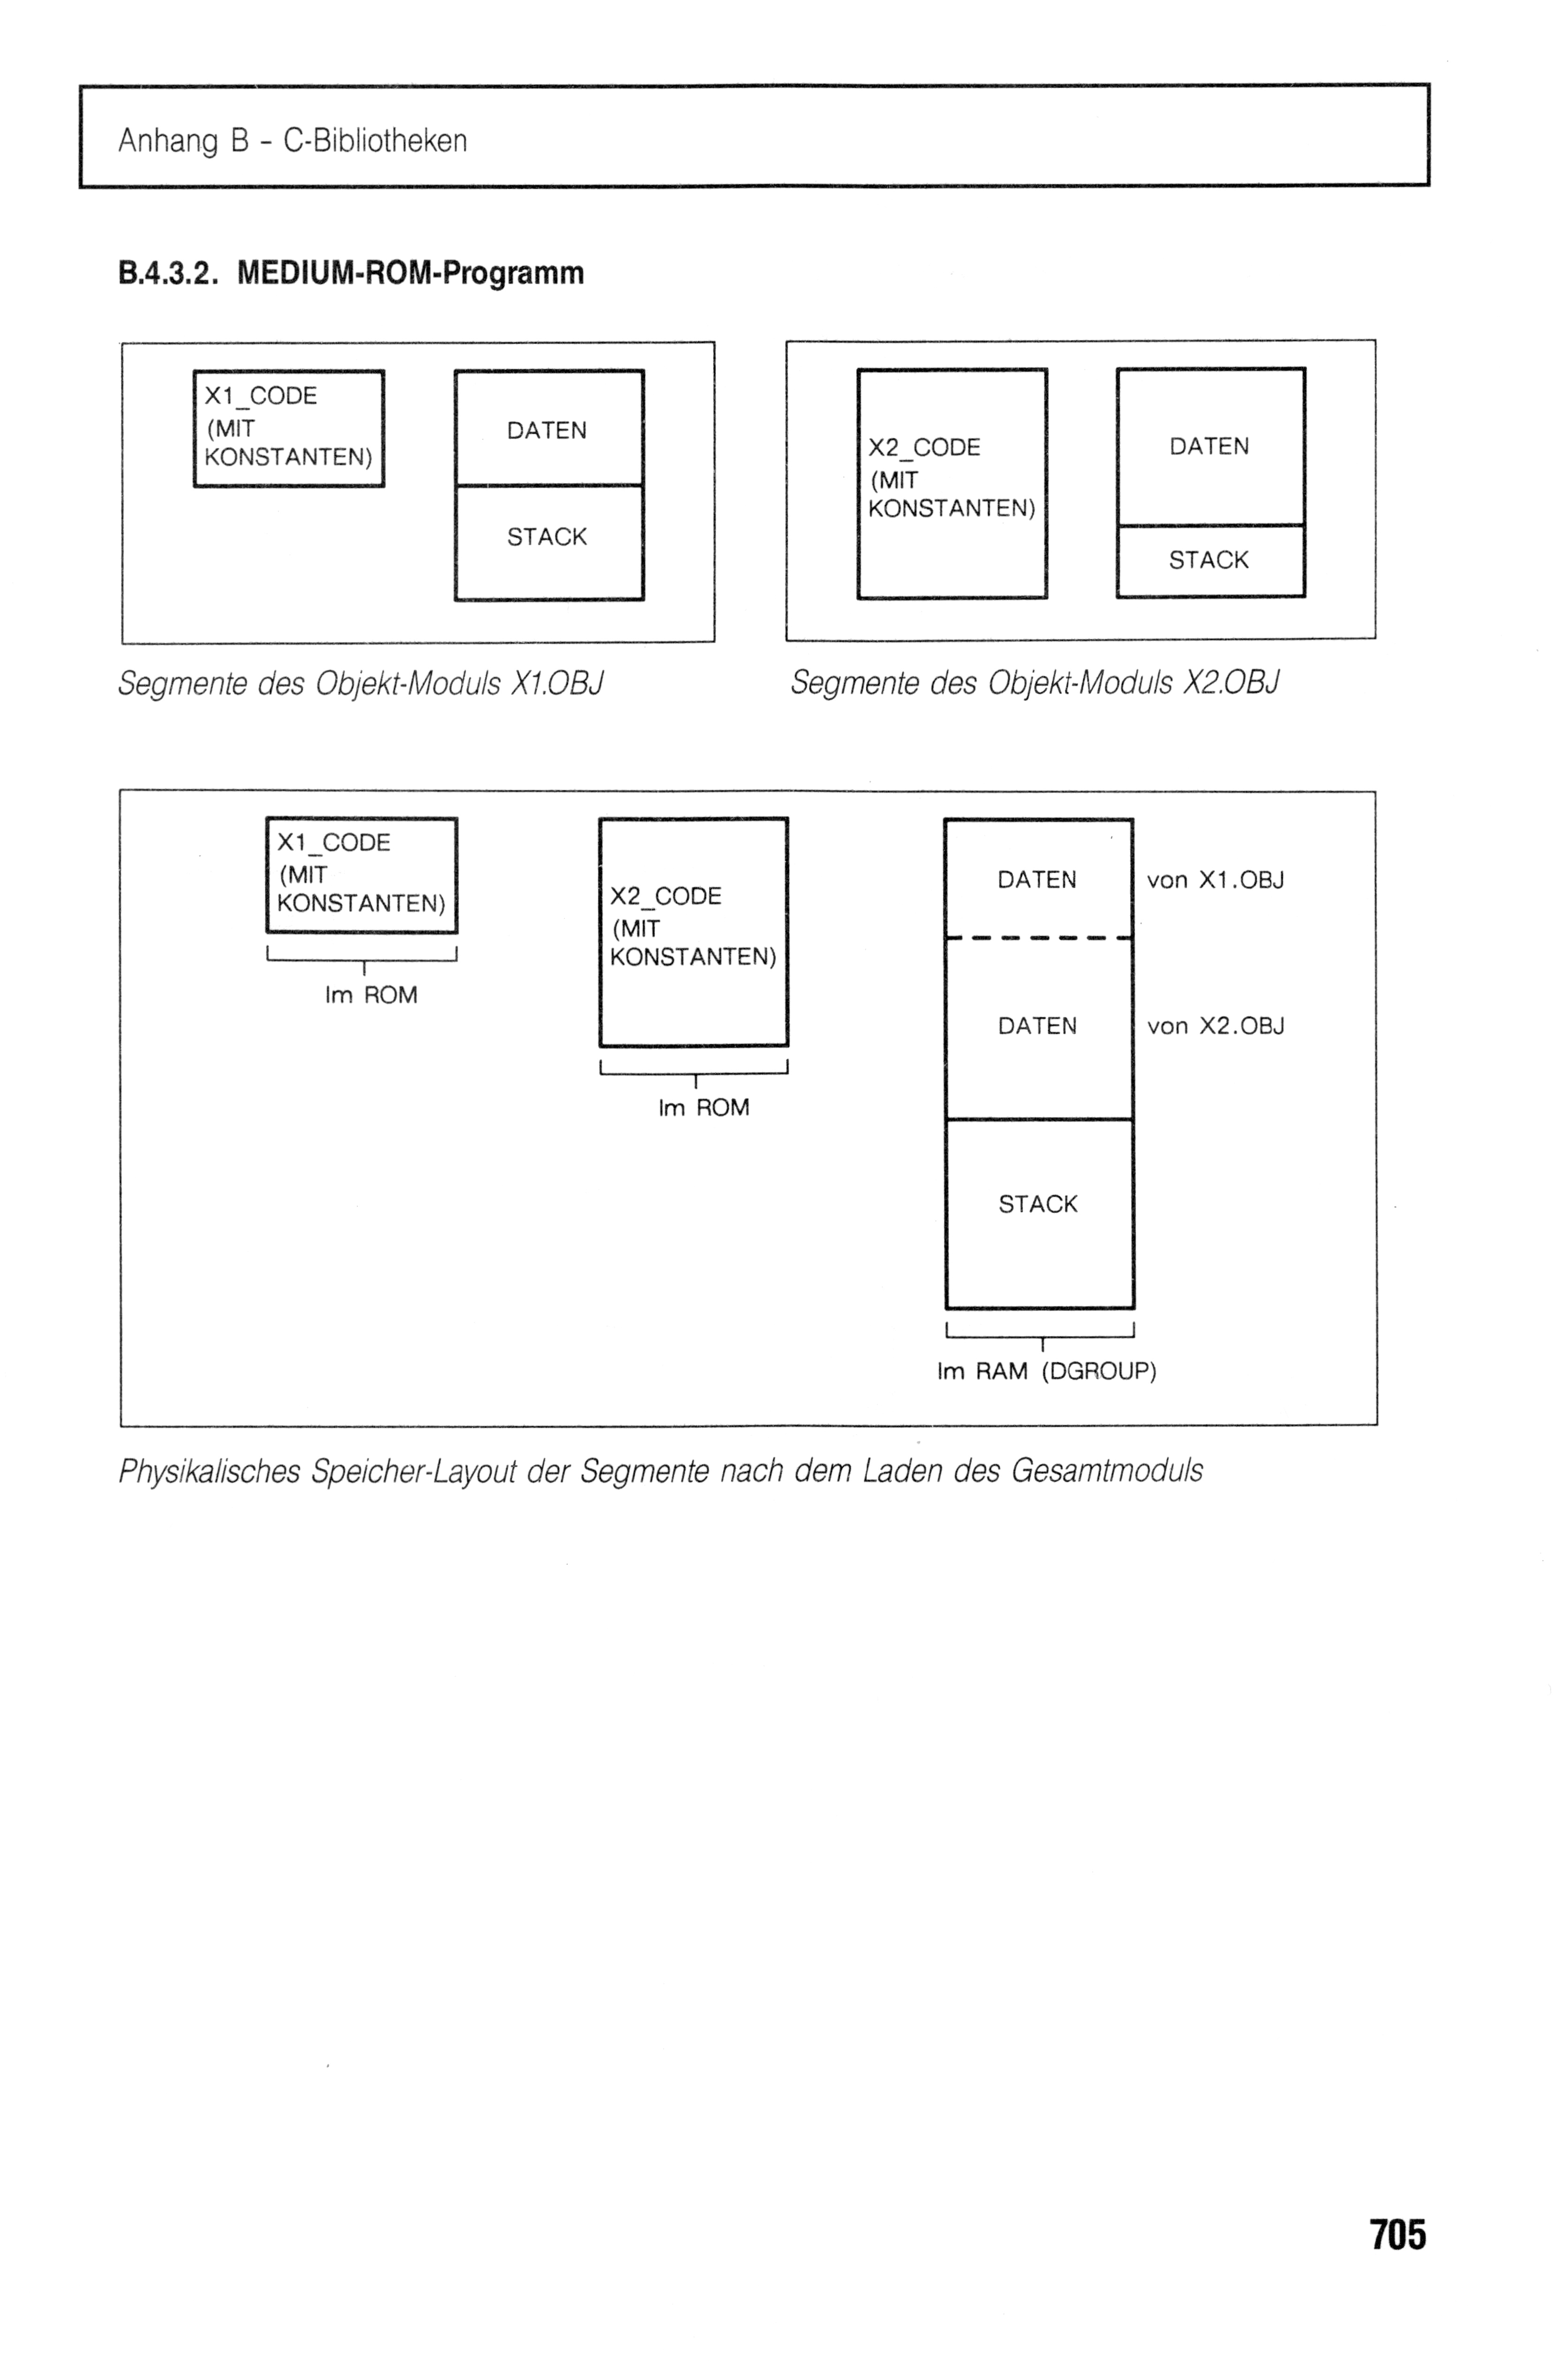 Anhang B - C-Bibliotheken
B.4.3.2. MEDIUM-ROM-Programm
X1_CODE
(MIT
KONSTANTEN)
DATEN
STACK
X2_CODE
(MIT
KONSTANTEN)
DATEN
STACK
Segmente des Objekt-Moduls X1.OBJ
Segmente des Objekt-Moduls X2.OBJ
X1_CODE
(MIT
KONSTANTEN)
Im ROM
X2_CODE
(MIT
KONSTANTEN)
Im ROM
DATEN
von X1.OBJ
DATEN
von X2.OBJ
STACK
Im RAM (DGROUP)
Physikalisches Speicher-Layout der Segmente nach dem Laden des Gesamtmoduls
705